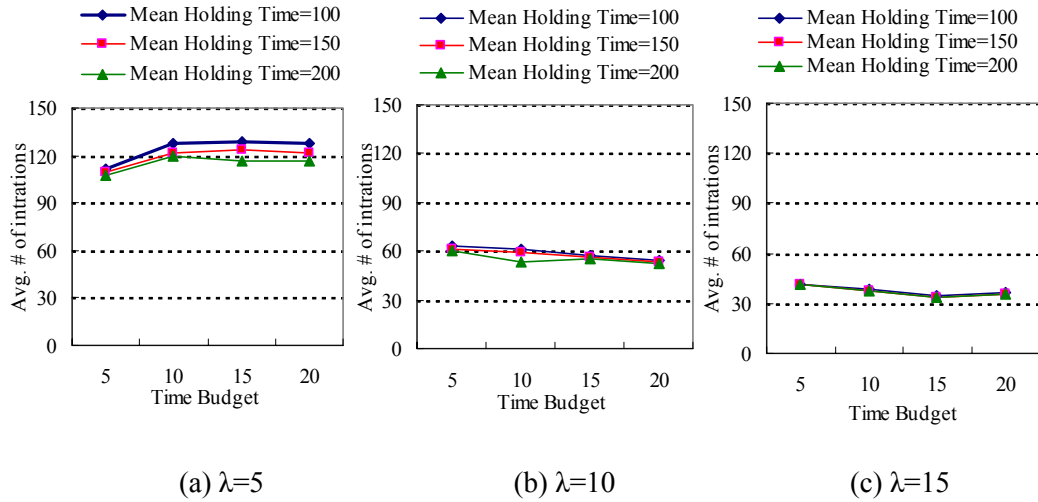 Mean Holding Time=100
Mean Holding Time=150
Mean Holding Time=200
Avg. # of intrations
150
120
90
60
30
0
5 10 15 20
Time Budget
(a) λ=5
Mean Holding Time=100
Mean Holding Time=150
Mean Holding Time=200
Avg. # of intrations
150
120
90
60
30
0
5 10 15 20
Time Budget
(b) λ=10
Mean Holding Time=100
Mean Holding Time=150
Mean Holding Time=200
Avg. # of intrations
150
120
90
60
30
0
5 10 15 20
Time Budget
(c) λ=15